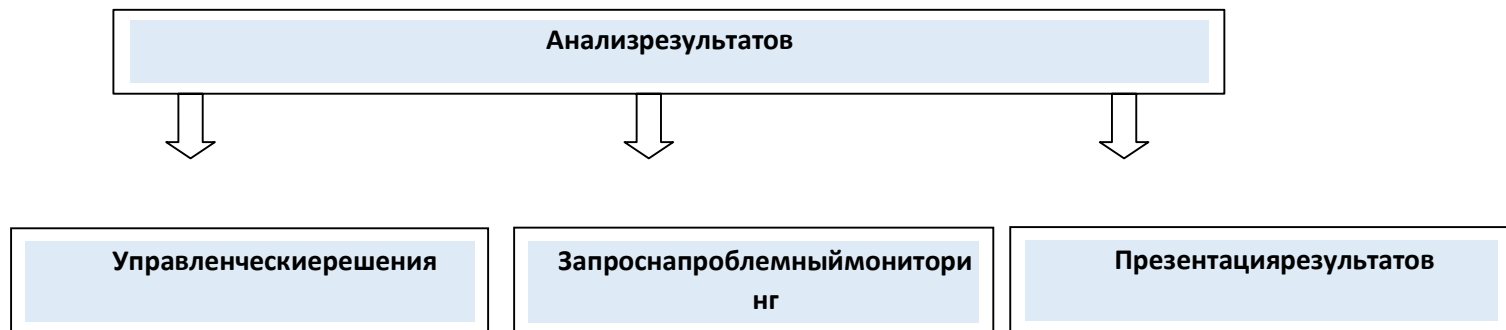 Анализрезультатов
Управленческиерешения
Запроснапроблемныймонитори
нг
Презентациярезультатов